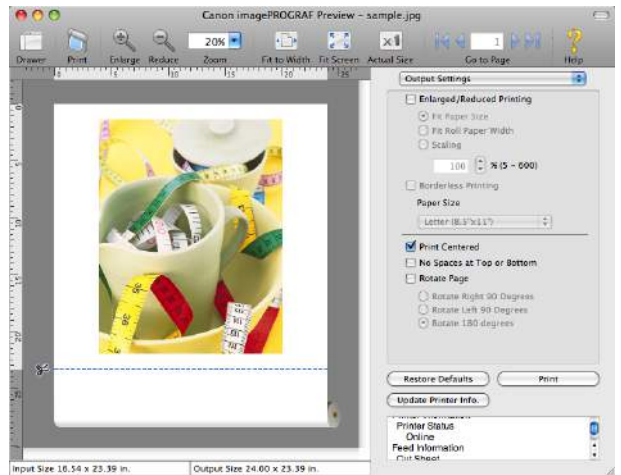 Canon imagePROGRAF Preview – sample.jpg
20%
1
Drawer Print Enlarge Reduce Zoom Fit to Width Fit Screen Actual Size Go to Page Help
Output Settings
Enlarged/Reduced Printing
Fit Paper Size
Fit Roll Paper Width
Scaling
100 % (5 – 600)
Borderless Printing
Paper Size
Letter (8.5"x11")
Print Centered
No Spaces at Top or Bottom
Rotate Page
Rotate Right 90 Degrees
Rotate Left 90 Degrees
Rotate 180 degrees
Restore Defaults Print
Update Printer Info.
Printer Status
Online
Feed Information
Cut Sheet
Input Size 16.54 x 23.39 in. Output Size 24.00 x 23.39 in.